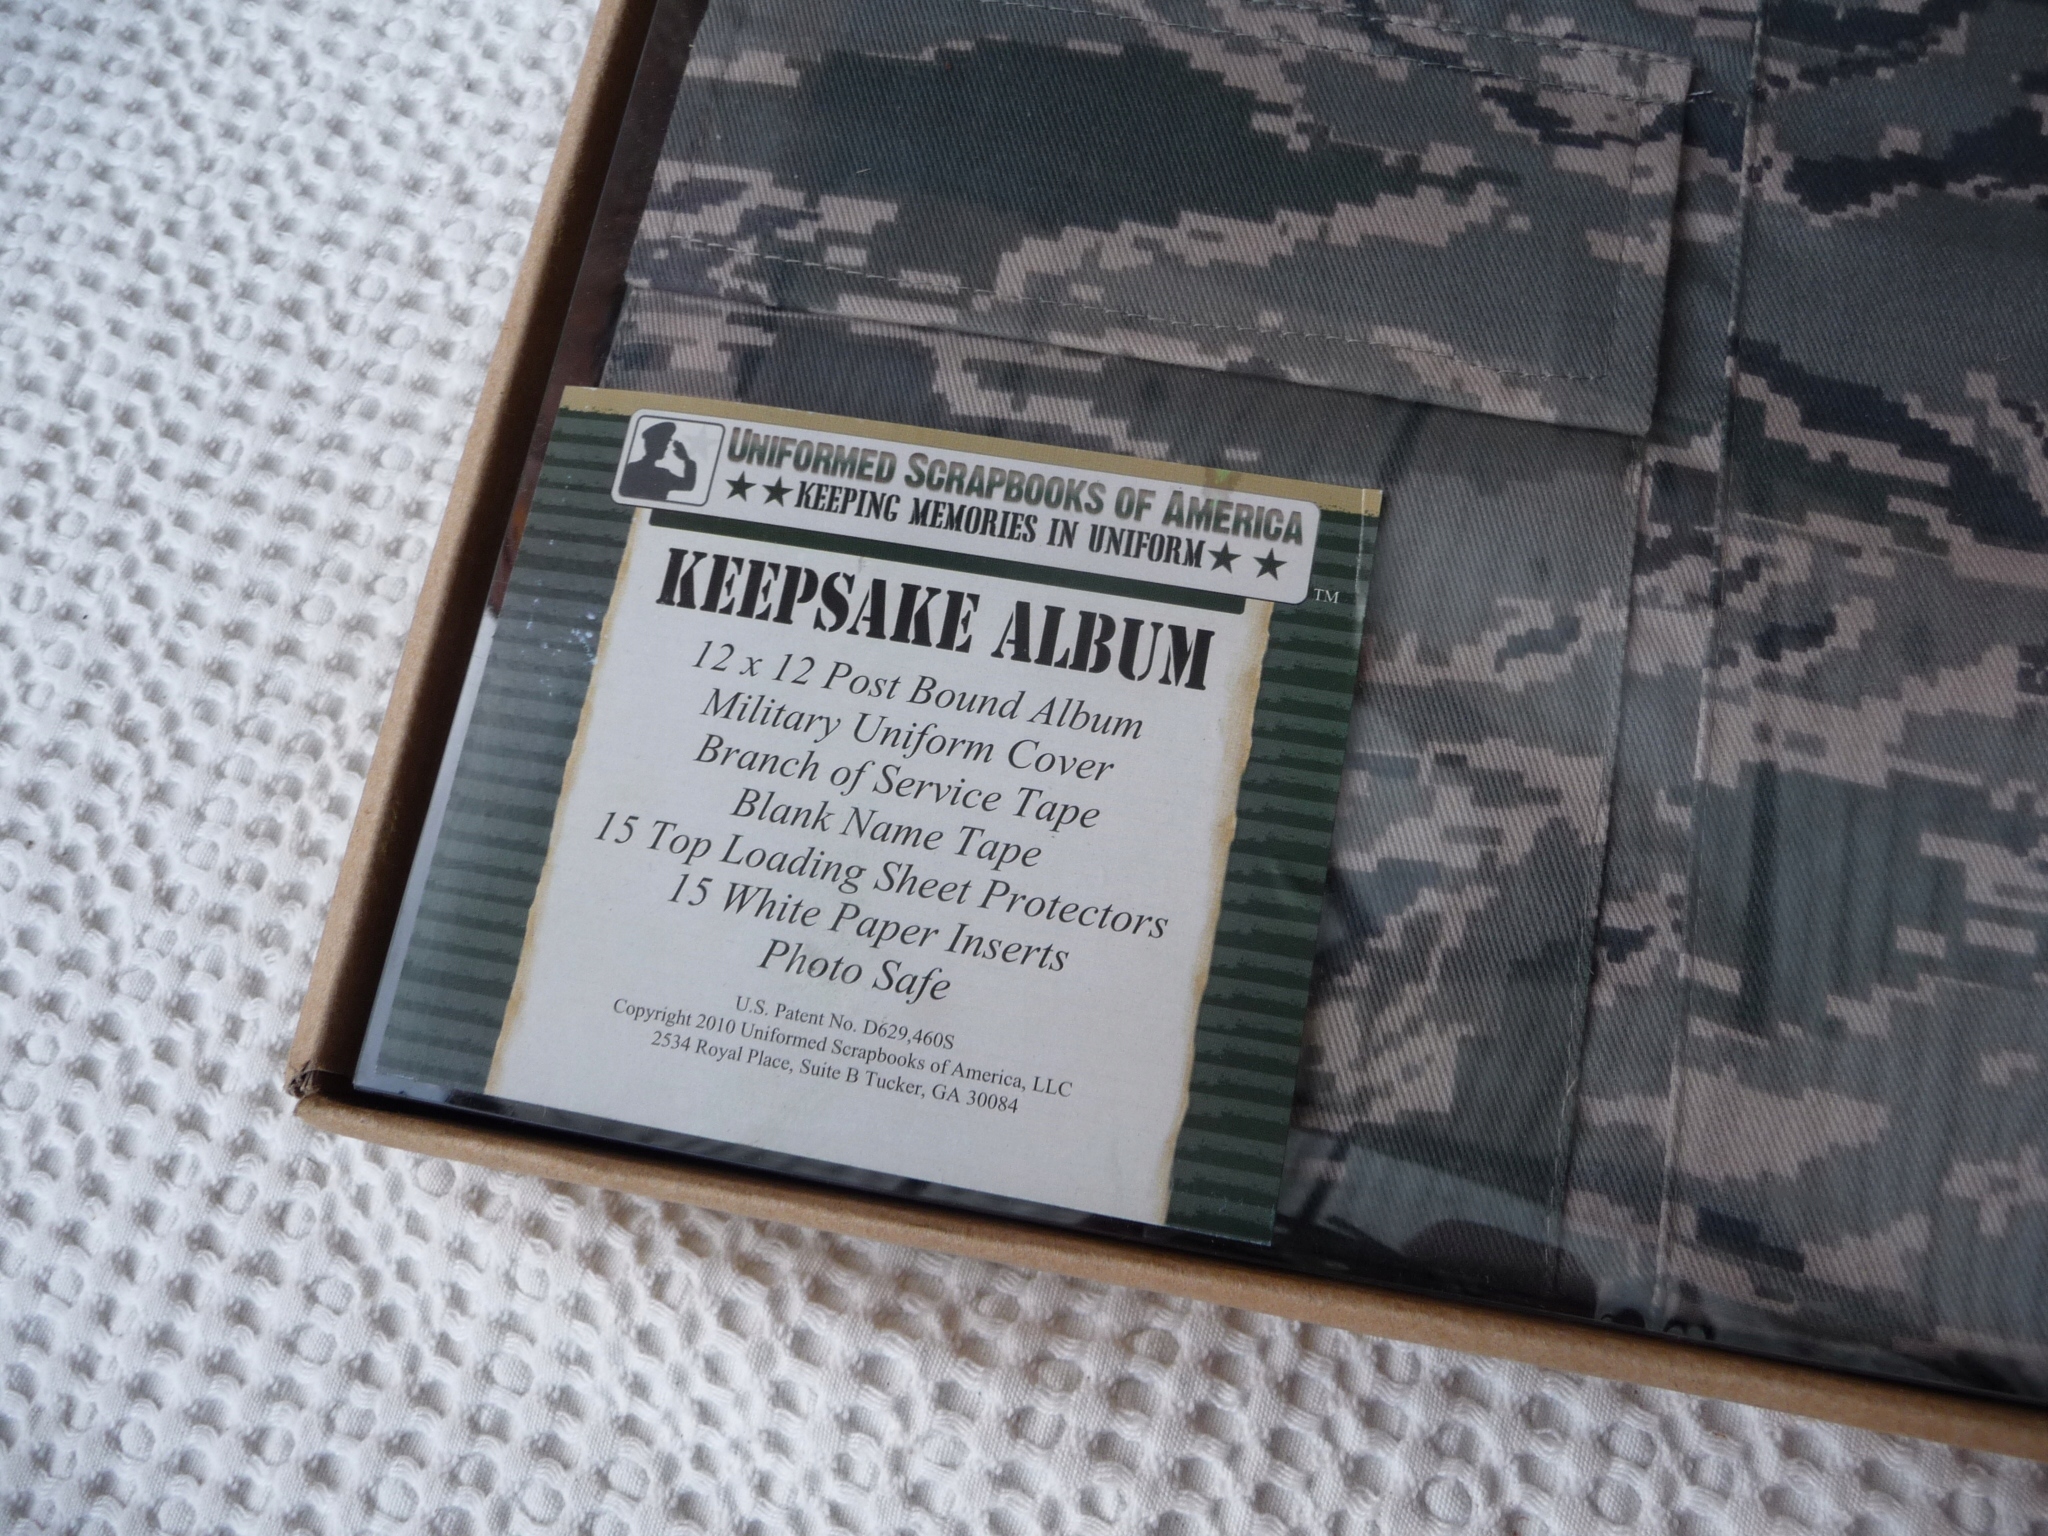 UNIFORMED SCRAPBOOKS OF AMERICA
★★KEEPING MEMORIES IN UNIFORM★★
TM
KEEPSAKE ALBUM
12 x 12 Post Bound Album
Military Uniform Cover
Branch of Service Tape
Blank Name Tape
15 Top Loading Sheet Protectors
15 White Paper Inserts
Photo Safe
U.S. Patent No. D629,460S
Copyright 2010 Uniformed Scrapbooks of America, LLC
2534 Royal Place, Suite B Tucker, GA 30084